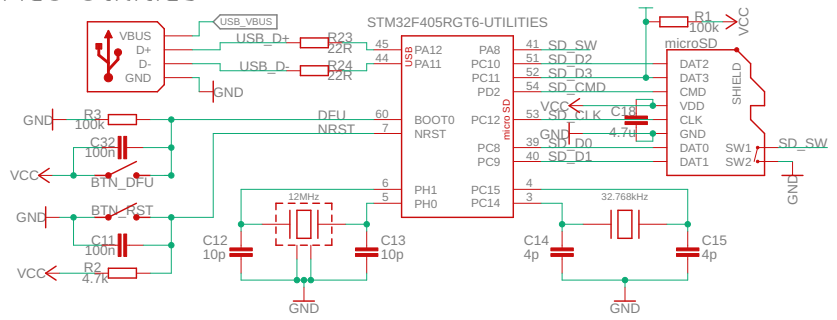 USB_VBUS
STM32F405RGT6-UTILITIES
R1
100k
VCC
VBUS
D+
D-
GND
USB_D+
R23
22R
USB_D-
R24
22R
GND
45
44
USB
PA12
PA11
PA8
PC10
PC11
PD2
PC12
PC8
PC9
micro SD
41
51
52
54
53
39
40
SD_SW
SD_D2
SD_D3
SD_CMD
SD_CLK
SD_D0
SD_D1
VCC
GND
C18
4.7u
microSD
SHIELD
DAT2
DAT3
CMD
VDD
CLK
GND
DAT0
DAT1
SW1
SW2
SD_SW
GND
GND
R3
100k
C32
100n
VCC
BTN_DFU
DFU
NRST
60
7
BOOT0
NRST
GND
BTN_RST
C11
100n
VCC
R2
4.7k
6
5
PH1
PH0
PC15
PC14
4
3
12MHz
C12
10p
C13
10p
GND
32.768kHz
C14
4p
C15
4p
GND